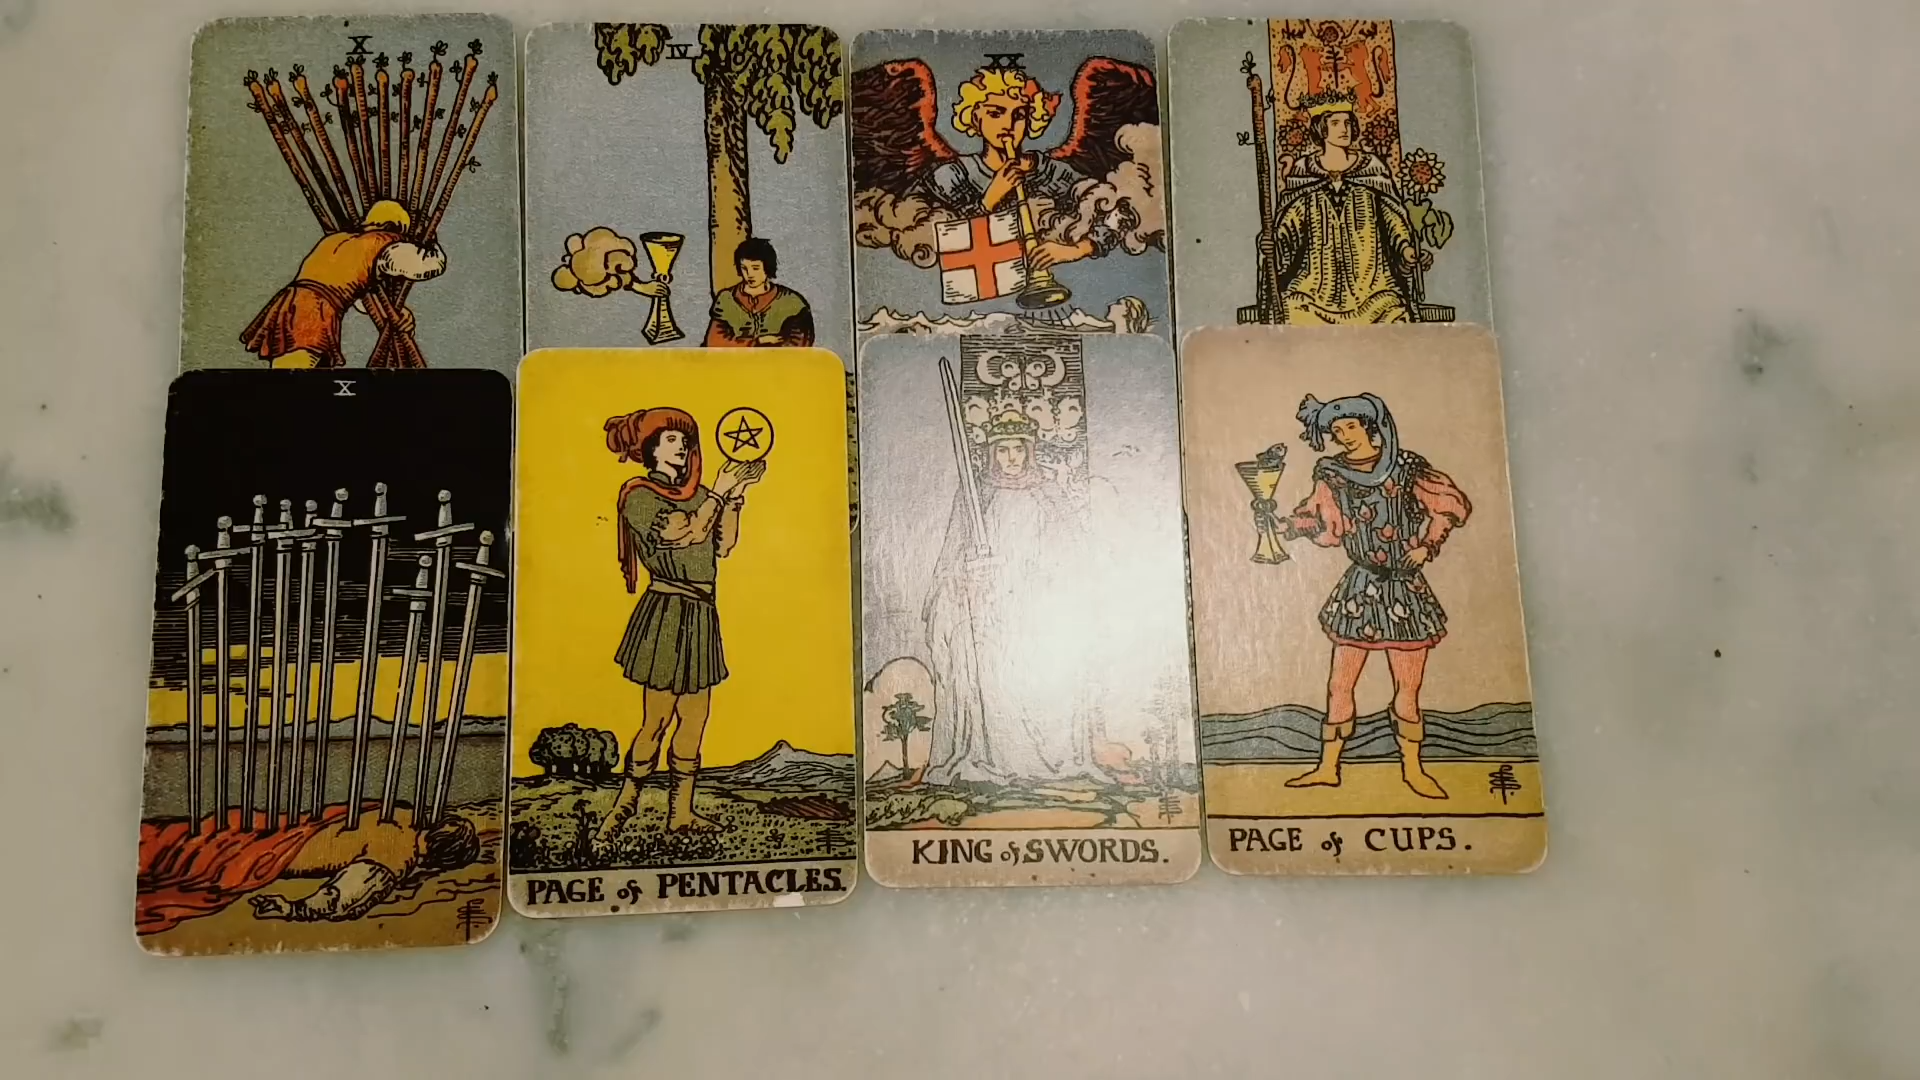 X
IV
XX
X
PAGE of PENTACLES.
KING of SWORDS.
PAGE of CUPS.